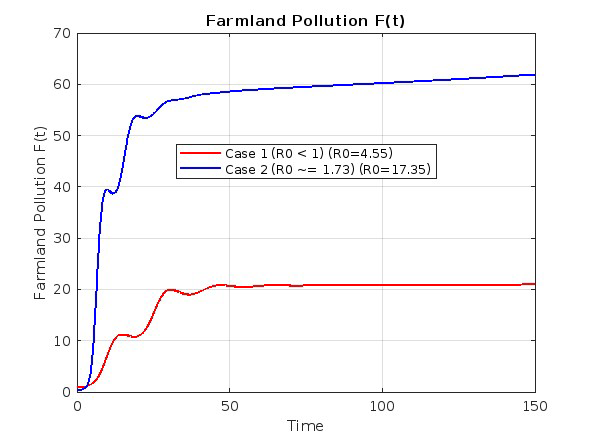 Farmland Pollution F(t)
70
60
50
40
30
20
10
0
Farmland Pollution F(t)
Case 1 (R0 < 1) (R0=4.55)
Case 2 (R0 ~= 1.73) (R0=17.35)
0
50
100
150
Time